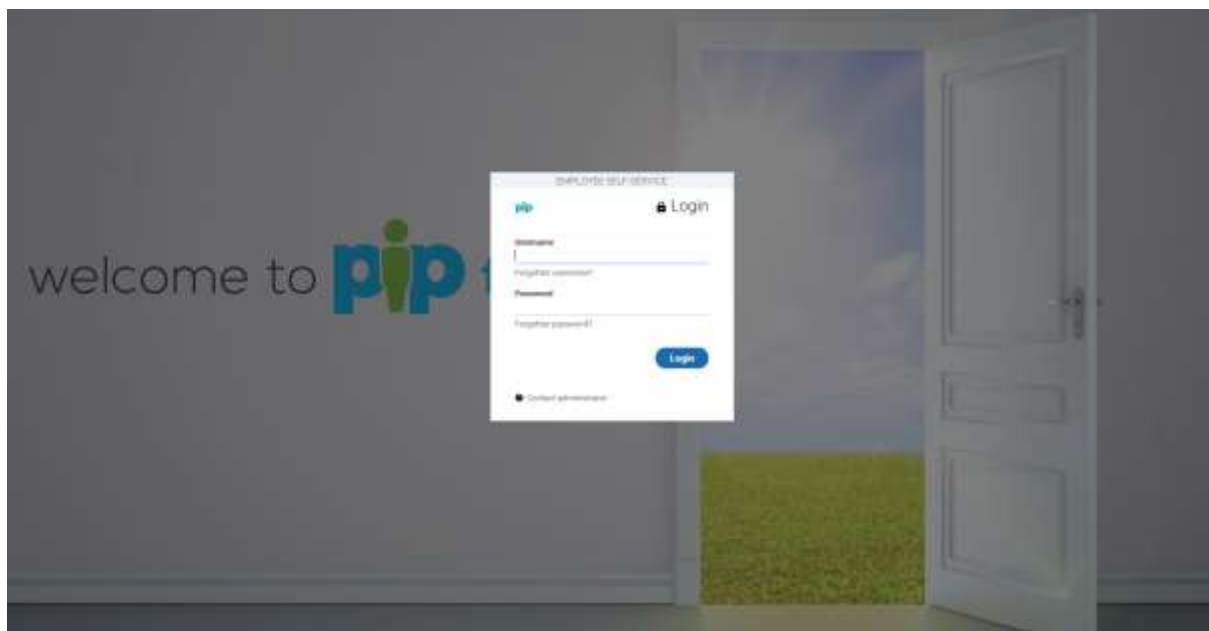 EMPLOYEE SELF SERVICE
pip
Login
Username
Forgotten username?
Password
Forgotten password?
Login
Contact administrator
welcome to pip